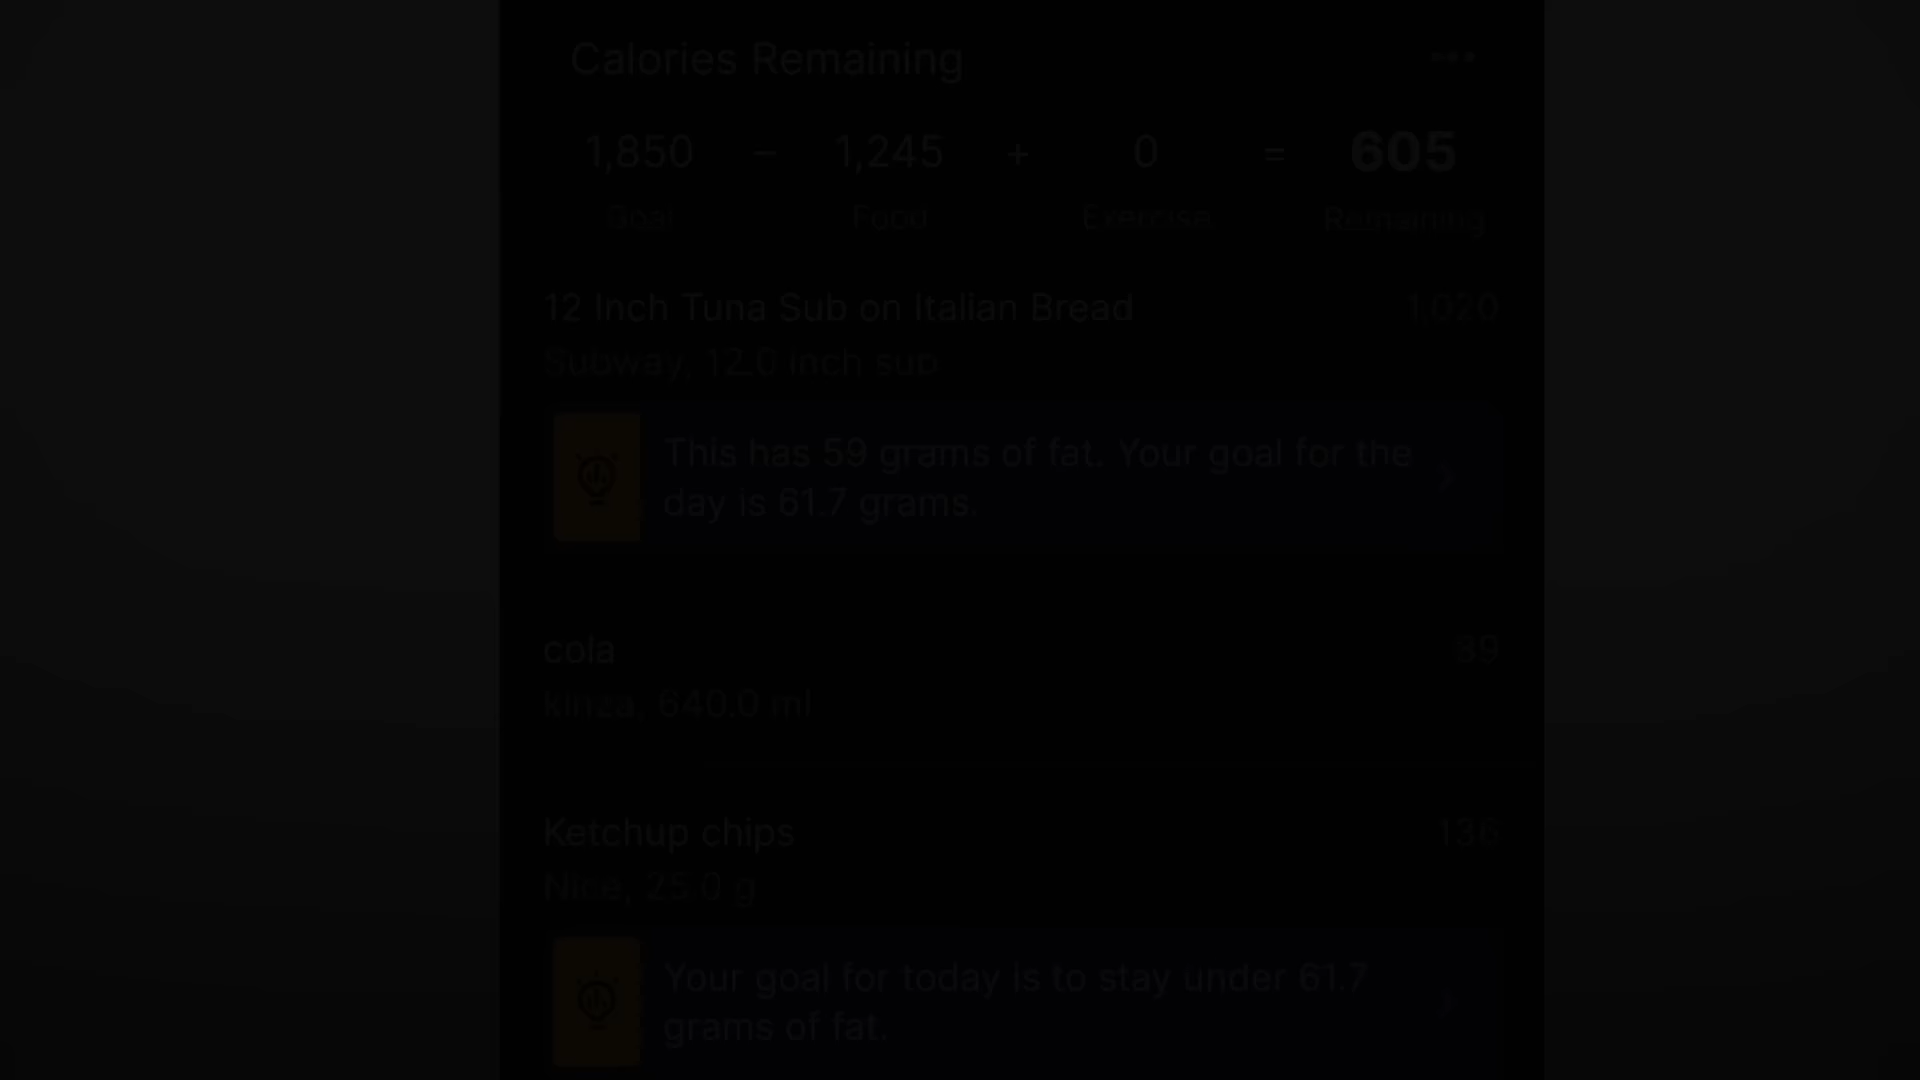 Calories Remaining
1,850 − 1,245 + 0 = 605
Goal Food Exercise Remaining
12 Inch Tuna Sub on Italian Bread 1,020
Subway, 12.0 inch sub
This has 59 grams of fat. Your goal for the
day is 61.7 grams.
cola 89
kinza, 640.0 ml
Ketchup chips 136
Nine, 25.0 g
Your goal for today is to stay under 61.7
grams of fat.